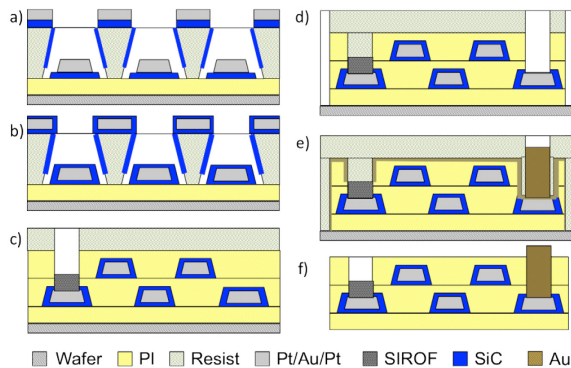 a)
b)
c)
d)
e)
f)
Wafer PI Resist Pt/Au/Pt SIROF SiC Au